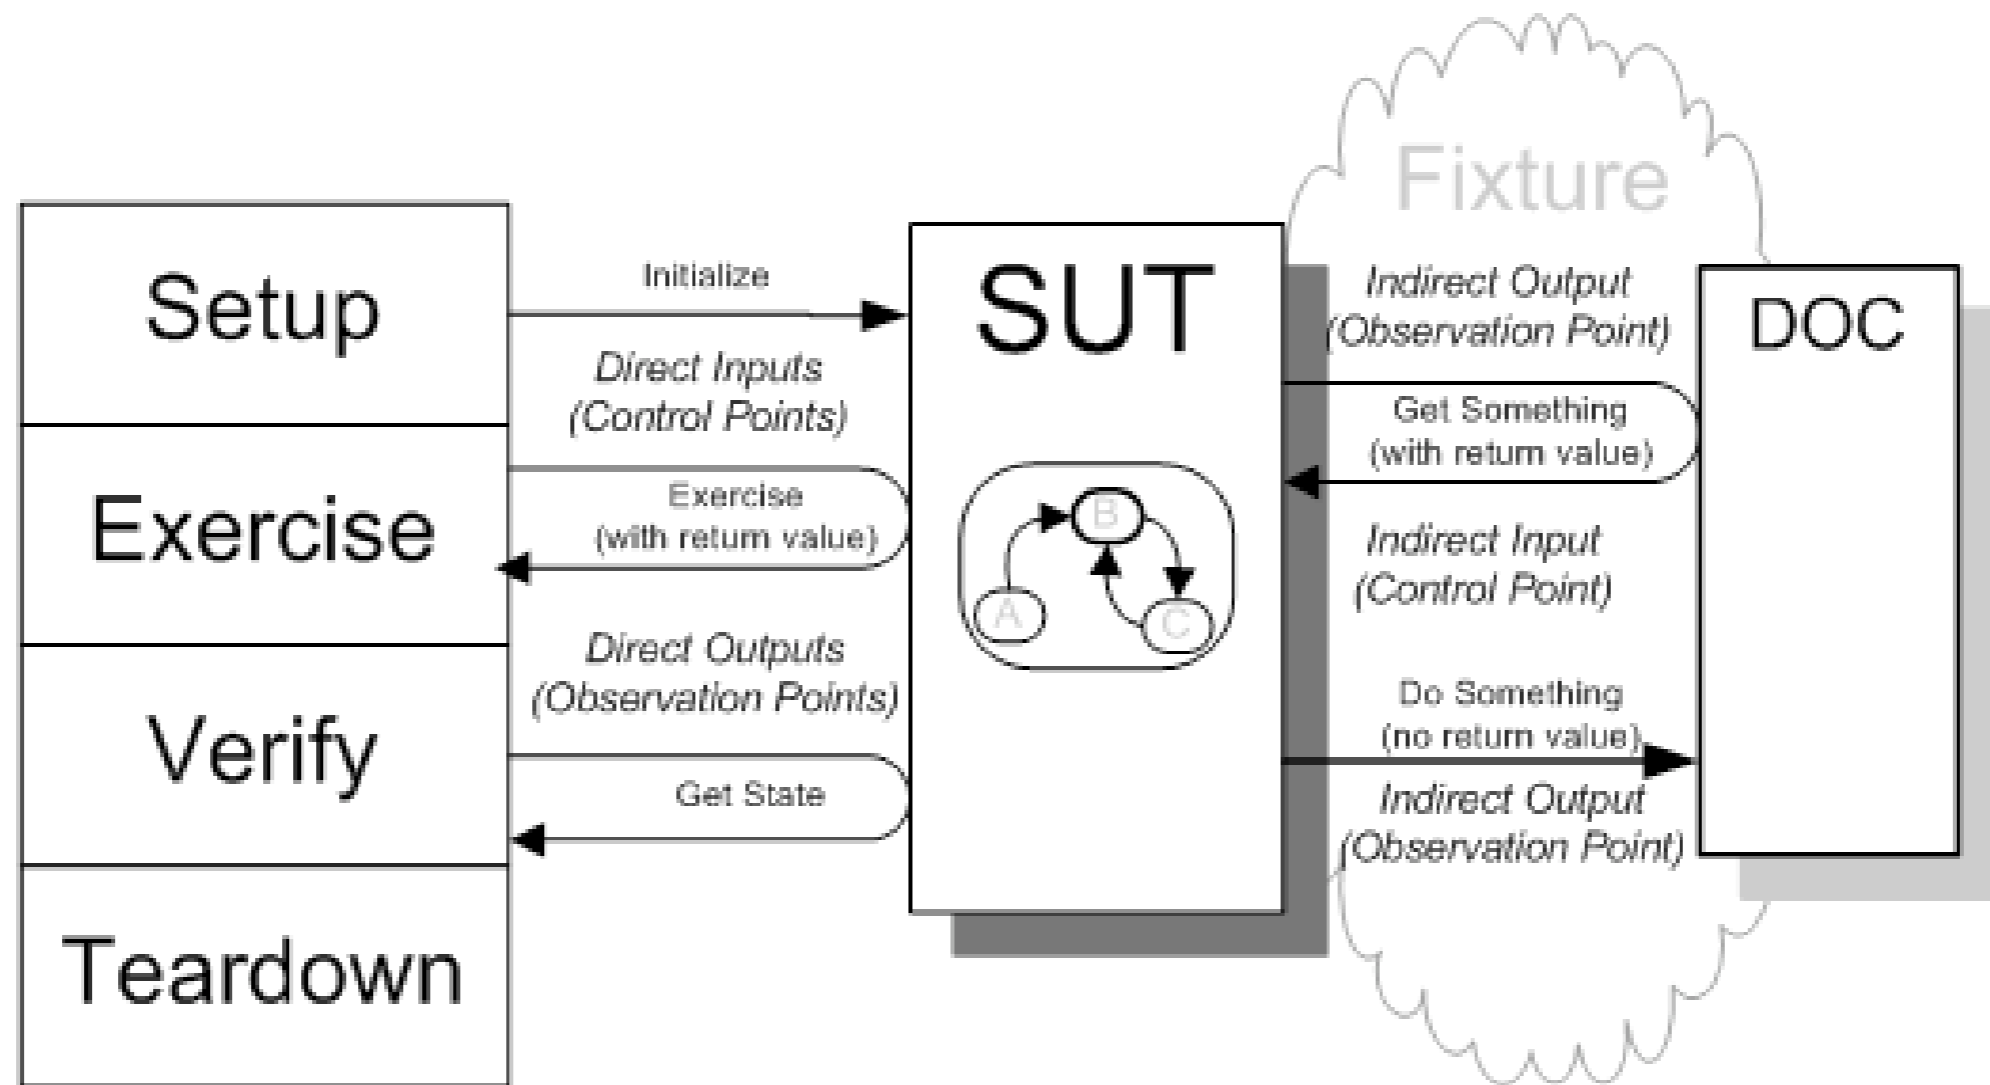 Setup
Exercise
Verify
Teardown
Initialize
Direct Inputs
(Control Points)
Exercise
(with return value)
Direct Outputs
(Observation Points)
Get State
SUT
B
A
C
Fixture
Indirect Output
(Observation Point)
Get Something
(with return value)
Indirect Input
(Control Point)
Do Something
(no return value)
Indirect Output
(Observation Point)
DOC